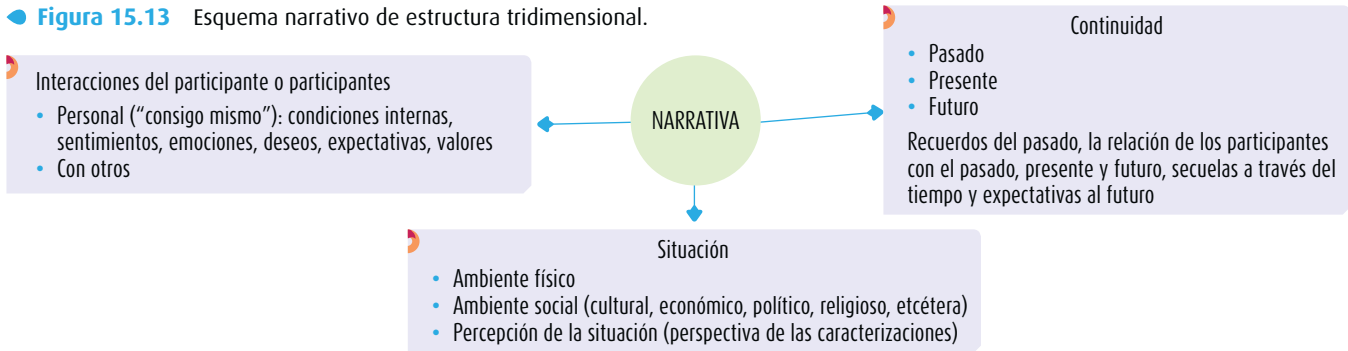 Figura 15.13 Esquema narrativo de estructura tridimensional.
Interacciones del participante o participantes
• Personal (“consigo mismo”): condiciones internas,
sentimientos, emociones, deseos, expectativas, valores
• Con otros
NARRATIVA
Continuidad
• Pasado
• Presente
• Futuro
Recuerdos del pasado, la relación de los participantes
con el pasado, presente y futuro, secuelas a través del
tiempo y expectativas al futuro
Situación
• Ambiente físico
• Ambiente social (cultural, económico, político, religioso, etcétera)
• Percepción de la situación (perspectiva de las caracterizaciones)